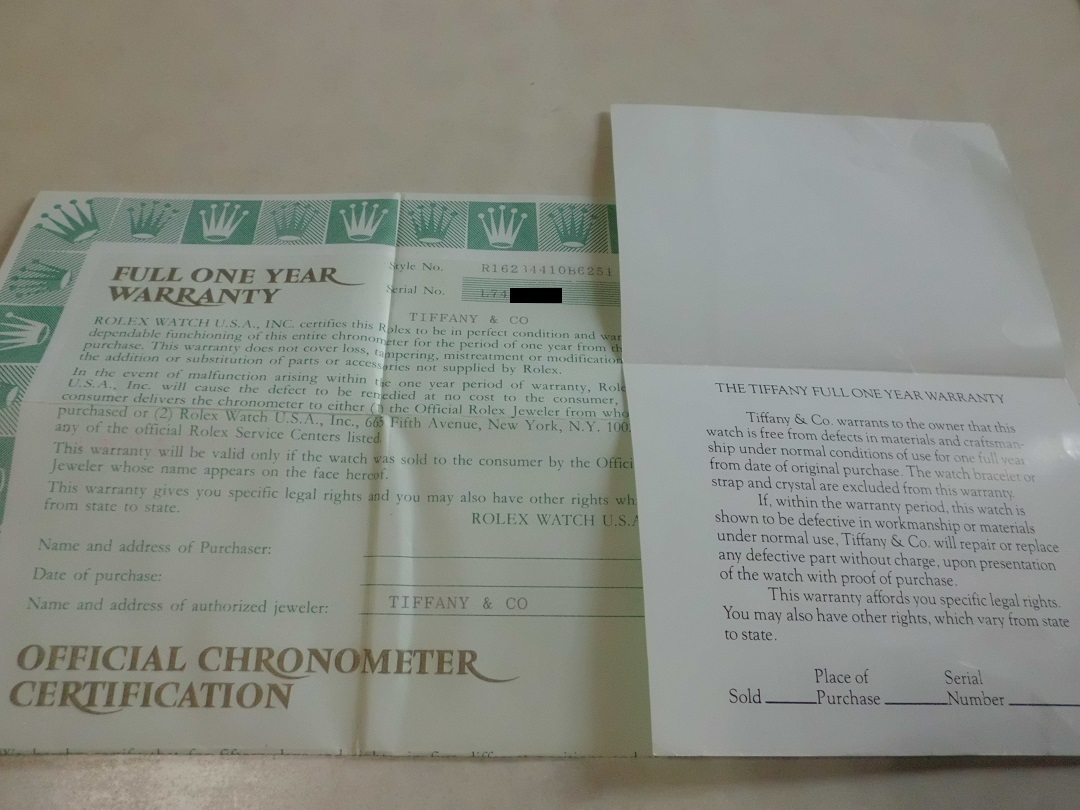 FULL ONE YEAR
WARRANTY
Style No. R16234410B6251
Serial No. L74
TIFFANY & CO
ROLEX WATCH U.S.A., INC. certifies this Rolex to be in perfect condition and
dependable functioning of this entire chronometer for the period of one year from
purchase. This warranty does not cover loss, tampering, mistreatment or modification
the addition or substitution of parts or accessories not supplied by Rolex.
In the event of malfunction arising within the one year period of warranty,
U.S.A., Inc. will cause the defect to be remedied at no cost to the consumer,
consumer delivers the chronometer to either the Official Rolex Jeweler from
purchased or (2) Rolex Watch U.S.A., Inc., 665 Fifth Avenue, New York, N.Y.
any of the official Rolex Service Centers listed
This warranty will be valid only if the watch was sold to the consumer by the
Jeweler whose name appears on the face hereof.
This warranty gives you specific legal rights and you may also have other rights
from state to state.
ROLEX WATCH U.S.A
Name and address of Purchaser:
Date of purchase:
Name and address of authorized jeweler: TIFFANY & CO
OFFICIAL CHRONOMETER
CERTIFICATION
THE TIFFANY FULL ONE YEAR WARRANTY
Tiffany & Co. warrants to the owner that this
watch is free from defects in materials and craftsman-
ship under normal conditions of use for one full year
from date of original purchase. The watch bracelet or
strap and crystal are excluded from this warranty.
If, within the warranty period, this watch is
shown to be defective in workmanship or materials
under normal use, Tiffany & Co. will repair or replace
any defective part without charge, upon presentation
of the watch with proof of purchase.
This warranty affords you specific legal rights.
You may also have other rights, which vary from state
to state.
Place of Serial
Sold Purchase Number